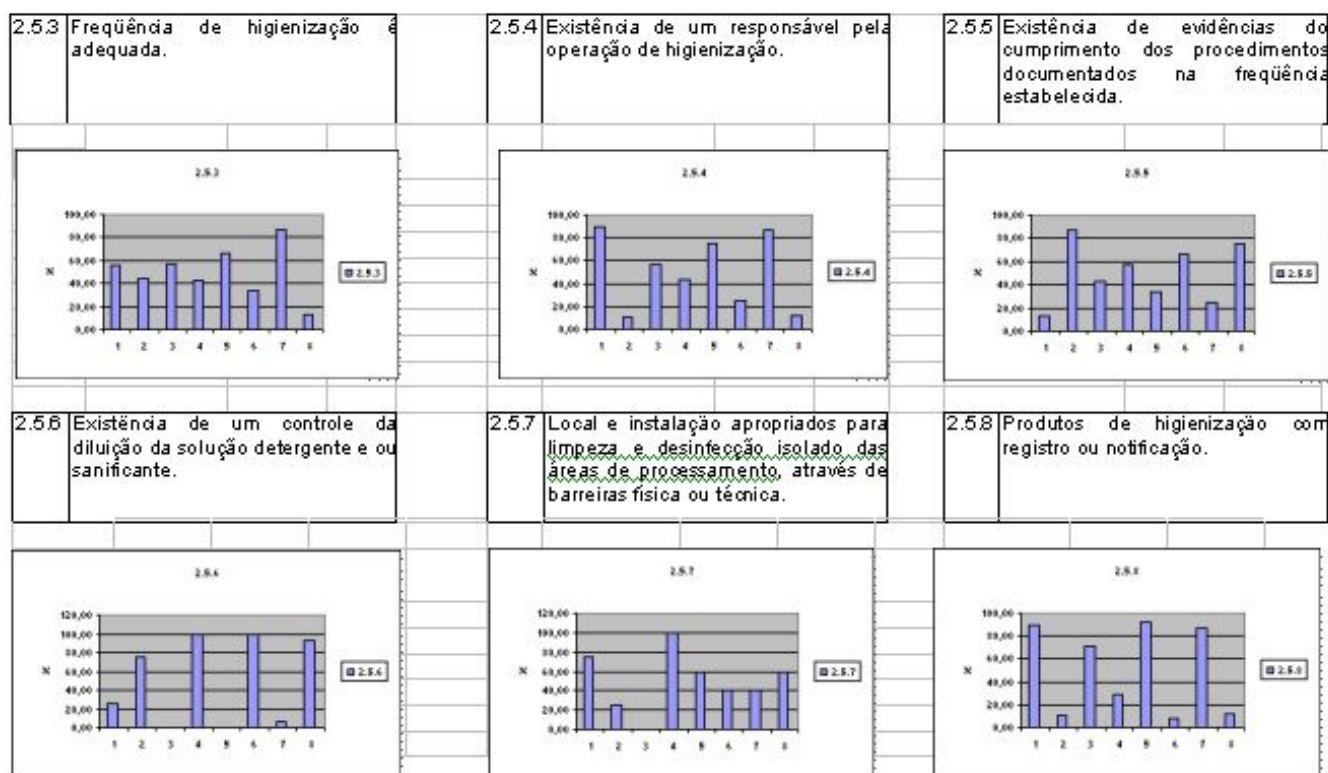 2.5.3 Freqüência de higienização é
adequada.
2.5.4 Existência de um responsável pela
operação de higienização.
2.5.5 Existência de evidências do
cumprimento dos procedimentos
documentados na freqüência
estabelecida.
2.5.3
100,00
80,00
60,00
40,00
20,00
0,00
%
1 2 3 4 5 6 7 8
2.5.3
2.5.4
100,00
80,00
60,00
40,00
20,00
0,00
%
1 2 3 4 5 6 7 8
2.5.4
2.5.5
100,00
80,00
60,00
40,00
20,00
0,00
%
1 2 3 4 5 6 7 8
2.5.5
2.5.6 Existência de um controle da
diluição da solução detergente e ou
sanificante.
2.5.7 Local e instalação apropriados para
limpeza e desinfecção isolado das
áreas de processamento, através de
barreiras física ou técnica.
2.5.8 Produtos de higienização com
registro ou notificação.
2.5.6
120,00
100,00
80,00
60,00
40,00
20,00
0,00
%
1 2 3 4 5 6 7 8
2.5.6
2.5.7
120,00
100,00
80,00
60,00
40,00
20,00
0,00
%
1 2 3 4 5 6 7 8
2.5.7
2.5.8
100,00
80,00
60,00
40,00
20,00
0,00
%
1 2 3 4 5 6 7 8
2.5.8